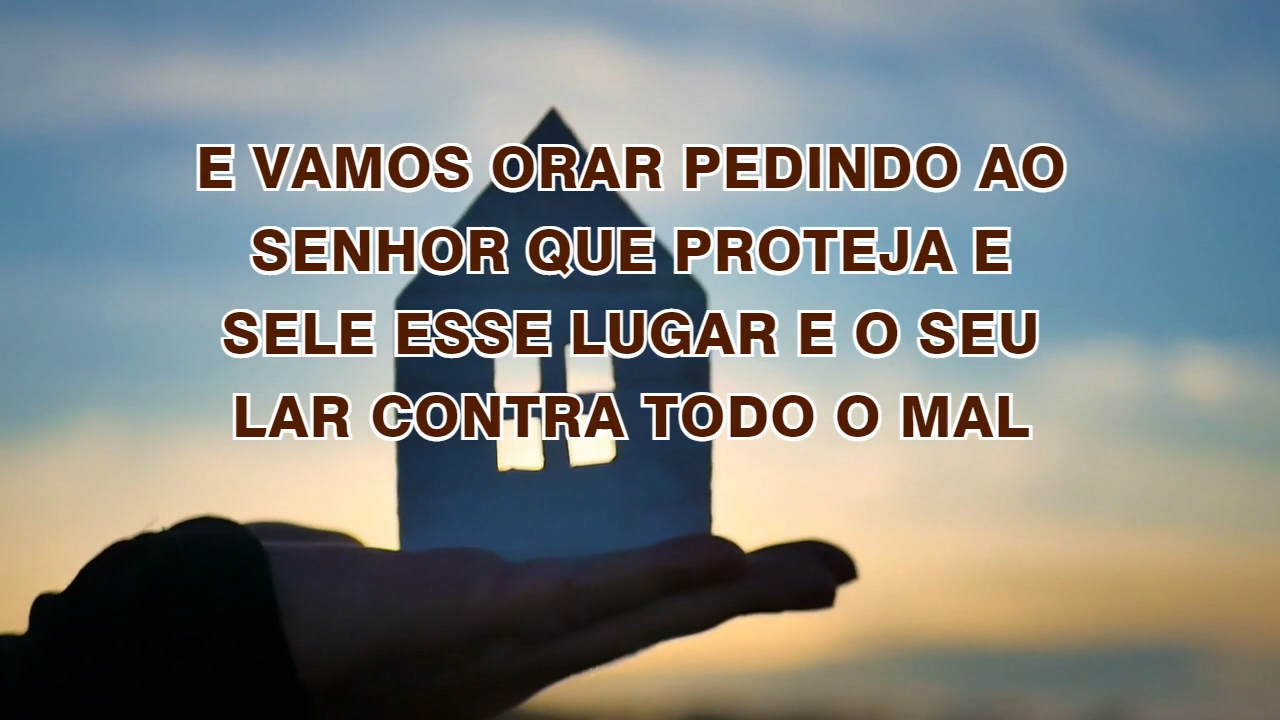 E VAMOS ORAR PEDINDO AO
SENHOR QUE PROTEJA E
SELE ESSE LUGAR E O SEU
LAR CONTRA TODO O MAL